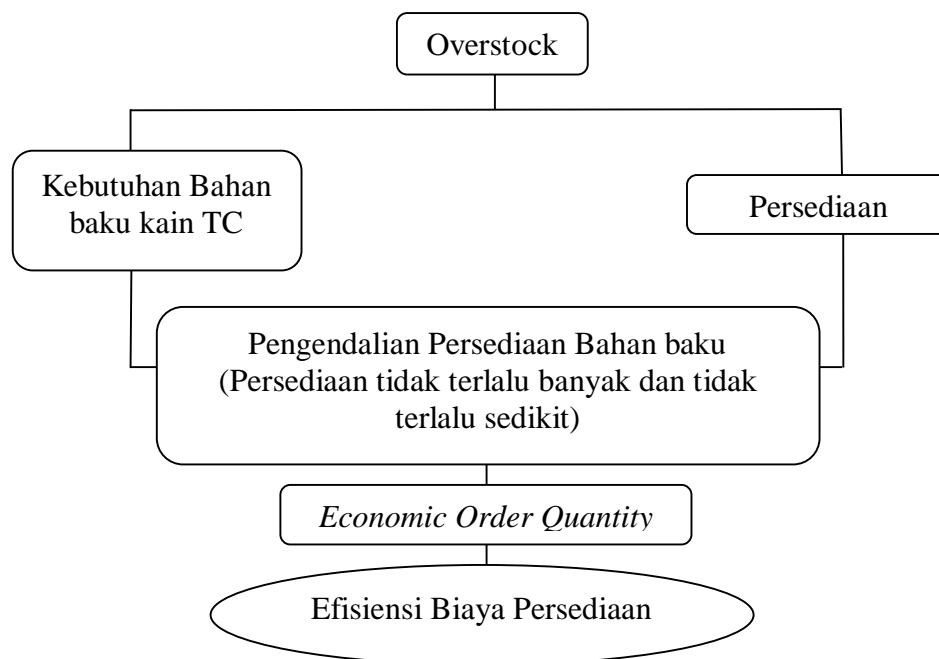 Overstock
Kebutuhan Bahan
baku kain TC
Persediaan
Pengendalian Persediaan Bahan baku
(Persediaan tidak terlalu banyak dan tidak
terlalu sedikit)
Economic Order Quantity
Efisiensi Biaya Persediaan